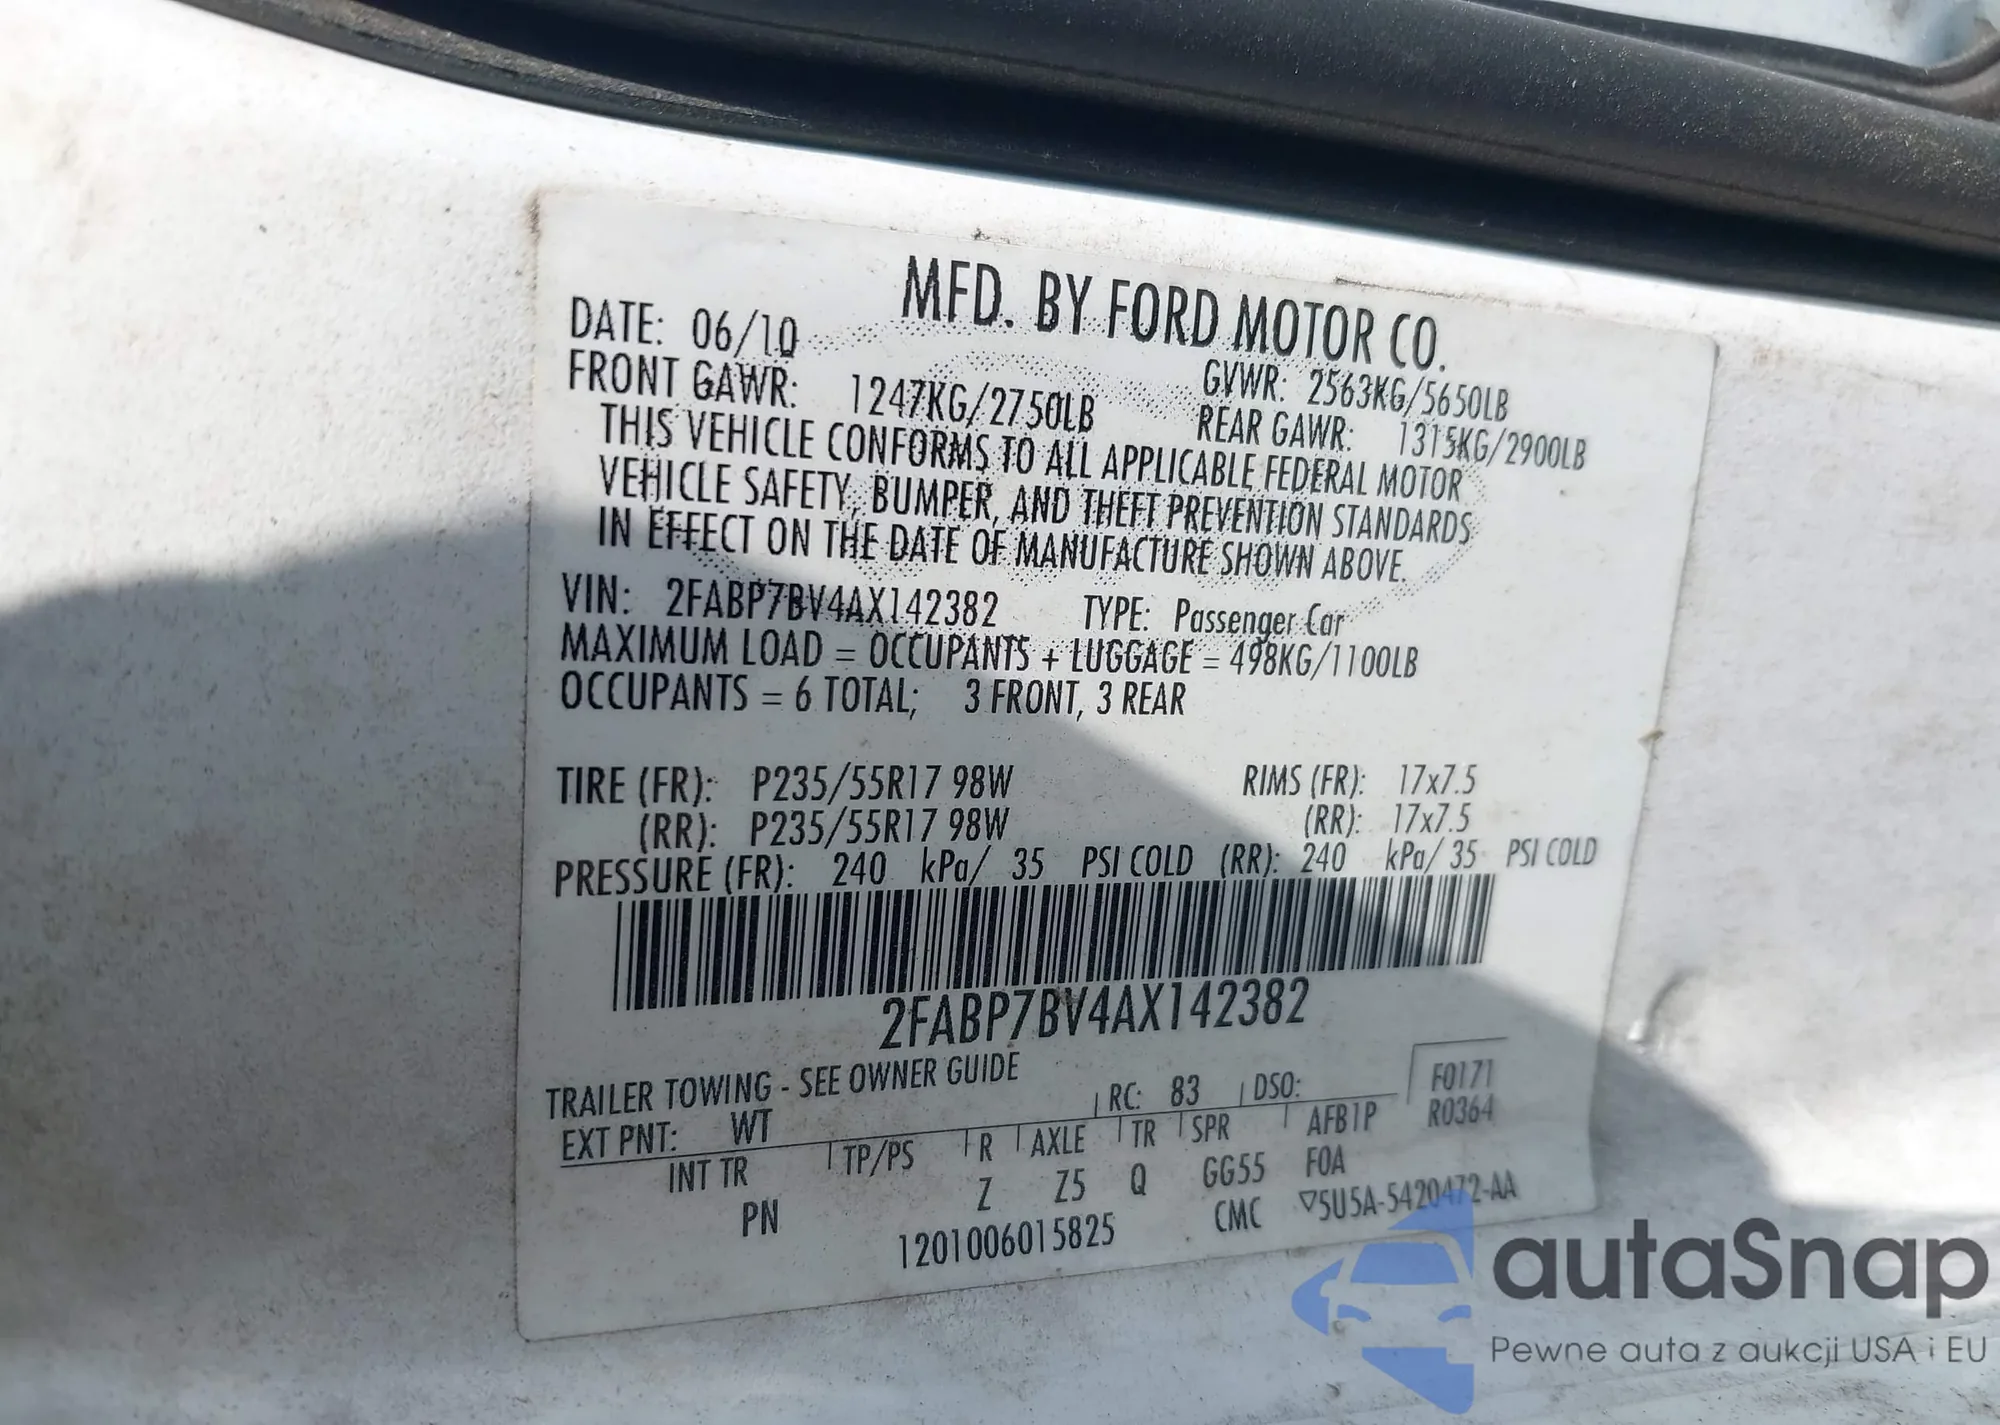 MFD. BY FORD MOTOR CO.
DATE: 06/10 GVWR: 2563KG/5650LB
FRONT GAWR: 1247KG/2750LB REAR GAWR: 1315KG/2900LB
THIS VEHICLE CONFORMS TO ALL APPLICABLE FEDERAL MOTOR
VEHICLE SAFETY, BUMPER, AND THEFT PREVENTION STANDARDS
IN EFFECT ON THE DATE OF MANUFACTURE SHOWN ABOVE.
VIN: 2FABP7BV4AX142382 TYPE: Passenger Car
MAXIMUM LOAD = OCCUPANTS + LUGGAGE = 498KG/1100LB
OCCUPANTS = 6 TOTAL; 3 FRONT, 3 REAR
TIRE (FR): P235/55R17 98W RIMS (FR): 17x7.5
(RR): P235/55R17 98W (RR): 17x7.5
PRESSURE (FR): 240 kPa/ 35 PSI COLD (RR): 240 kPa/ 35 PSI COLD
2FABP7BV4AX142382
TRAILER TOWING - SEE OWNER GUIDE F0171
EXT PNT: WT RC: 83 DSO: R0364
INT TR TP/PS R AXLE TR SPR AFB1P
Z Z5 Q GG55 F0A
PN 1201006015825 CMC ▽5U5A-5420472-AA
autaSnap
Pewne auta z aukcji USA i EU